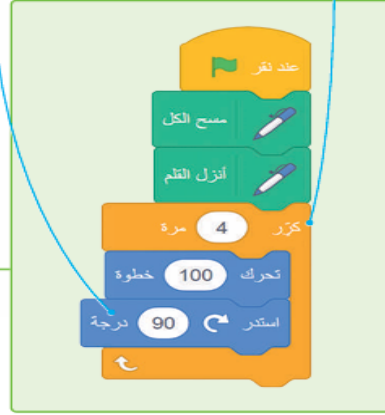 عند نقر
مسح الكل
أنزل القلم
كرّر 4 مرة
تحرك 100 خطوة
استدر 90 درجة